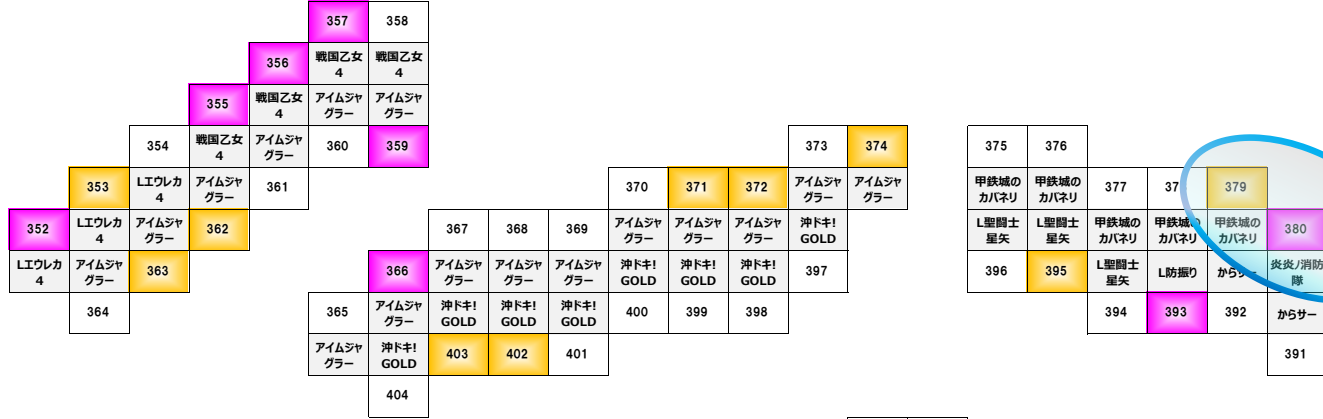 357 358
356 戦国乙女 戦国乙女
4 4
355 戦国乙女 アイムジャ アイムジャ
4 グラー グラー
354 戦国乙女 アイムジャ 360 359 373 374 375 376
4 グラー
353 Lエウレカ アイムジャ 361 370 371 372 アイムジャ アイムジャ 甲鉄城の 甲鉄城の 377 379
4 グラー グラー グラー カバネリ カバネリ
352 Lエウレカ アイムジャ 362 367 368 369 アイムジャ アイムジャ アイムジャ 沖ドキ! L聖闘士 L聖闘士 甲鉄城の 甲鉄城の 甲鉄城の 380
4 グラー グラー グラー グラー GOLD 星矢 星矢 カバネリ カバネリ カバネリ
Lエウレカ アイムジャ 363 366 アイムジャ アイムジャ アイムジャ 沖ドキ! 沖ドキ! 沖ドキ! 397 396 395 L聖闘士 L防振り からサー 炎炎ノ消防
4 グラー グラー グラー グラー GOLD GOLD GOLD 星矢 隊
364 365 アイムジャ 沖ドキ! 沖ドキ! 沖ドキ! 400 399 398 394 393 392 からサー
グラー GOLD GOLD GOLD
アイムジャ 沖ドキ! 403 402 401 391
グラー GOLD
404